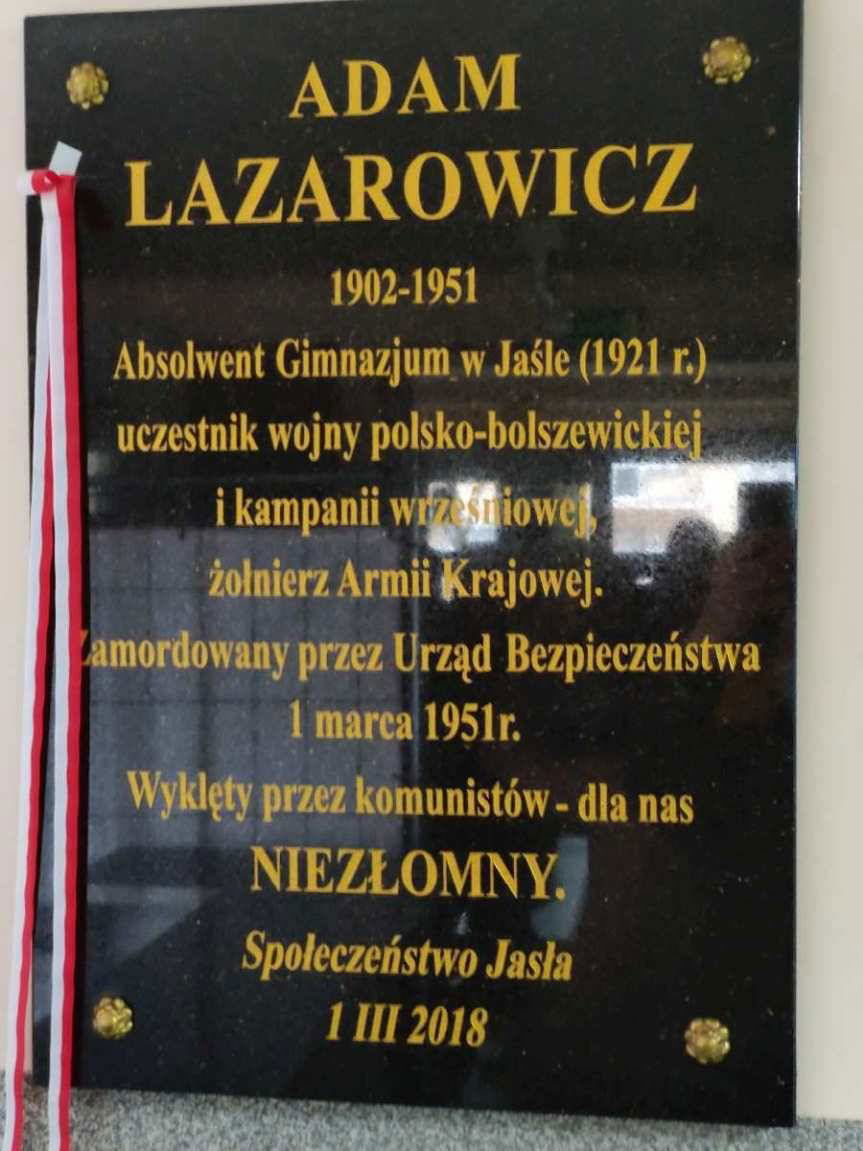 ADAM
LAZAROWICZ
1902-1951
Absolwent Gimnazjum w Jaśle (1921 r.)
uczestnik wojny polsko-bolszewickiej
i kampanii wrześniowej,
żołnierz Armii Krajowej.
Zamordowany przez Urząd Bezpieczeństwa
1 marca 1951r.
Wyklęty przez komunistów - dla nas
NIEZŁOMNY.
Społeczeństwo Jasła
1 III 2018